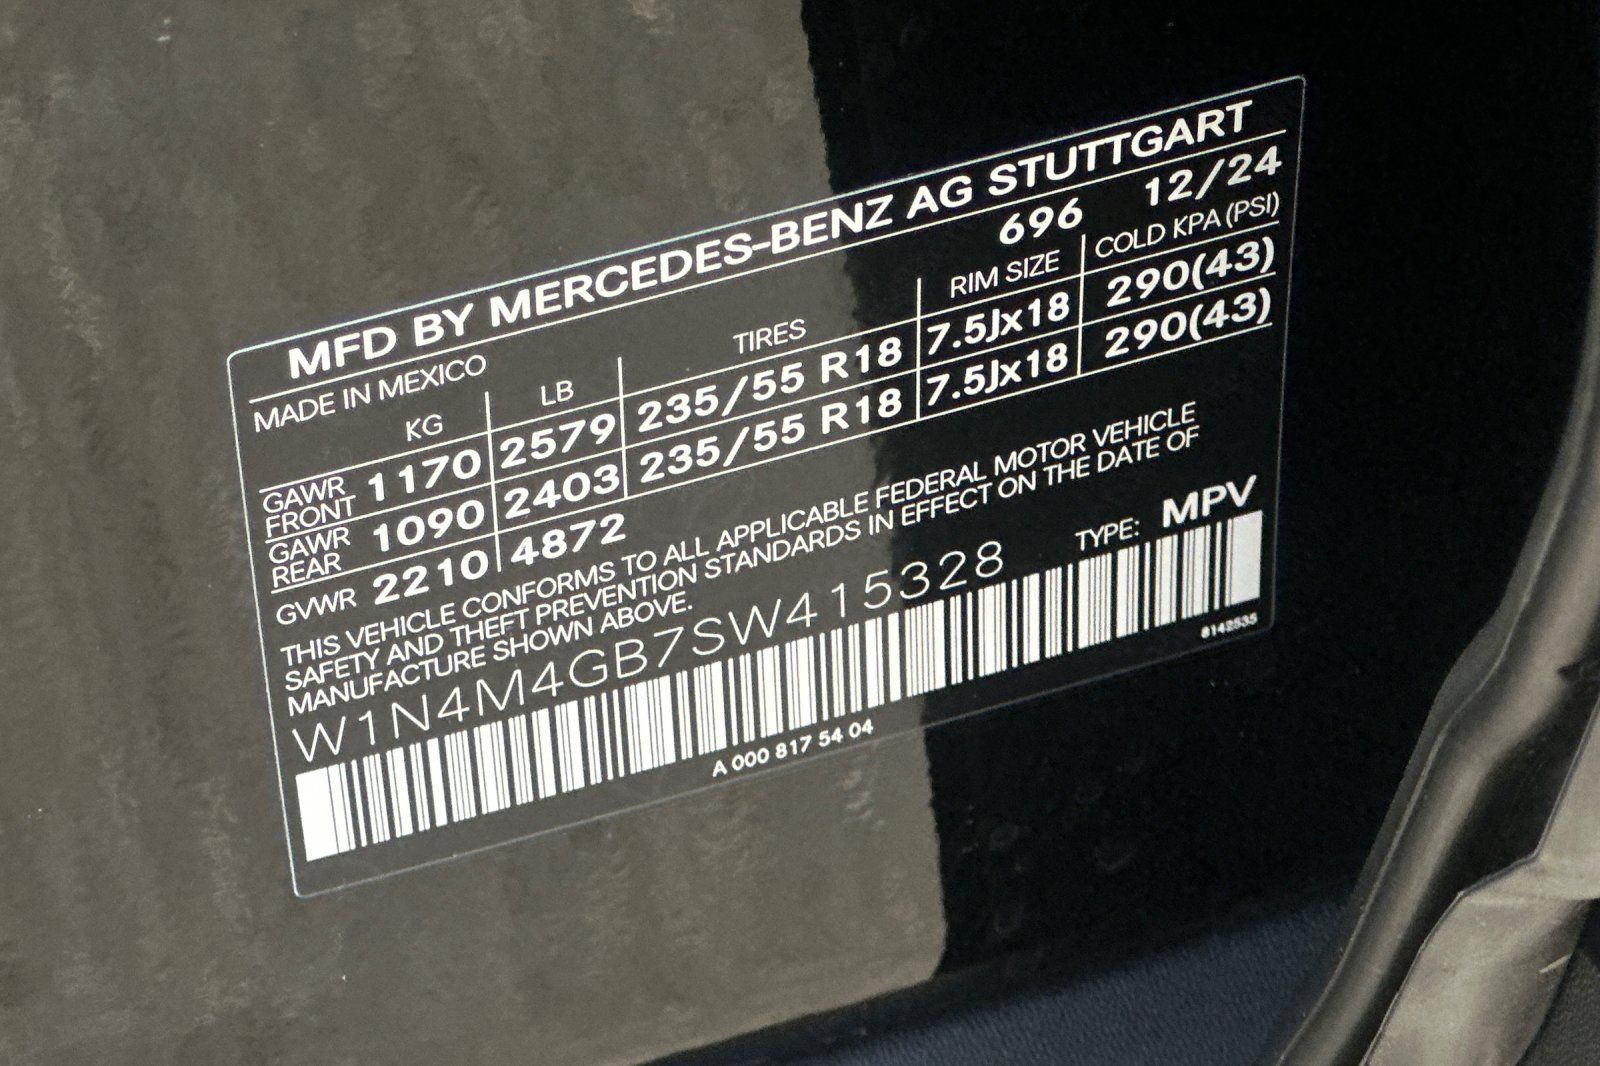 MFD BY MERCEDES-BENZ AG STUTTGART
MADE IN MEXICO 696 12/24
KG LB TIRES RIM SIZE COLD KPA (PSI)
GAWR FRONT 1170 2579 235/55 R18 7.5Jx18 290(43)
GAWR REAR 1090 2403 235/55 R18 7.5Jx18 290(43)
GVWR 2210 4872
THIS VEHICLE CONFORMS TO ALL APPLICABLE FEDERAL MOTOR VEHICLE
SAFETY AND THEFT PREVENTION STANDARDS IN EFFECT ON THE DATE OF
MANUFACTURE SHOWN ABOVE.
W1N4M4GB7SW415328 TYPE: MPV
8142535
A 000 817 54 04